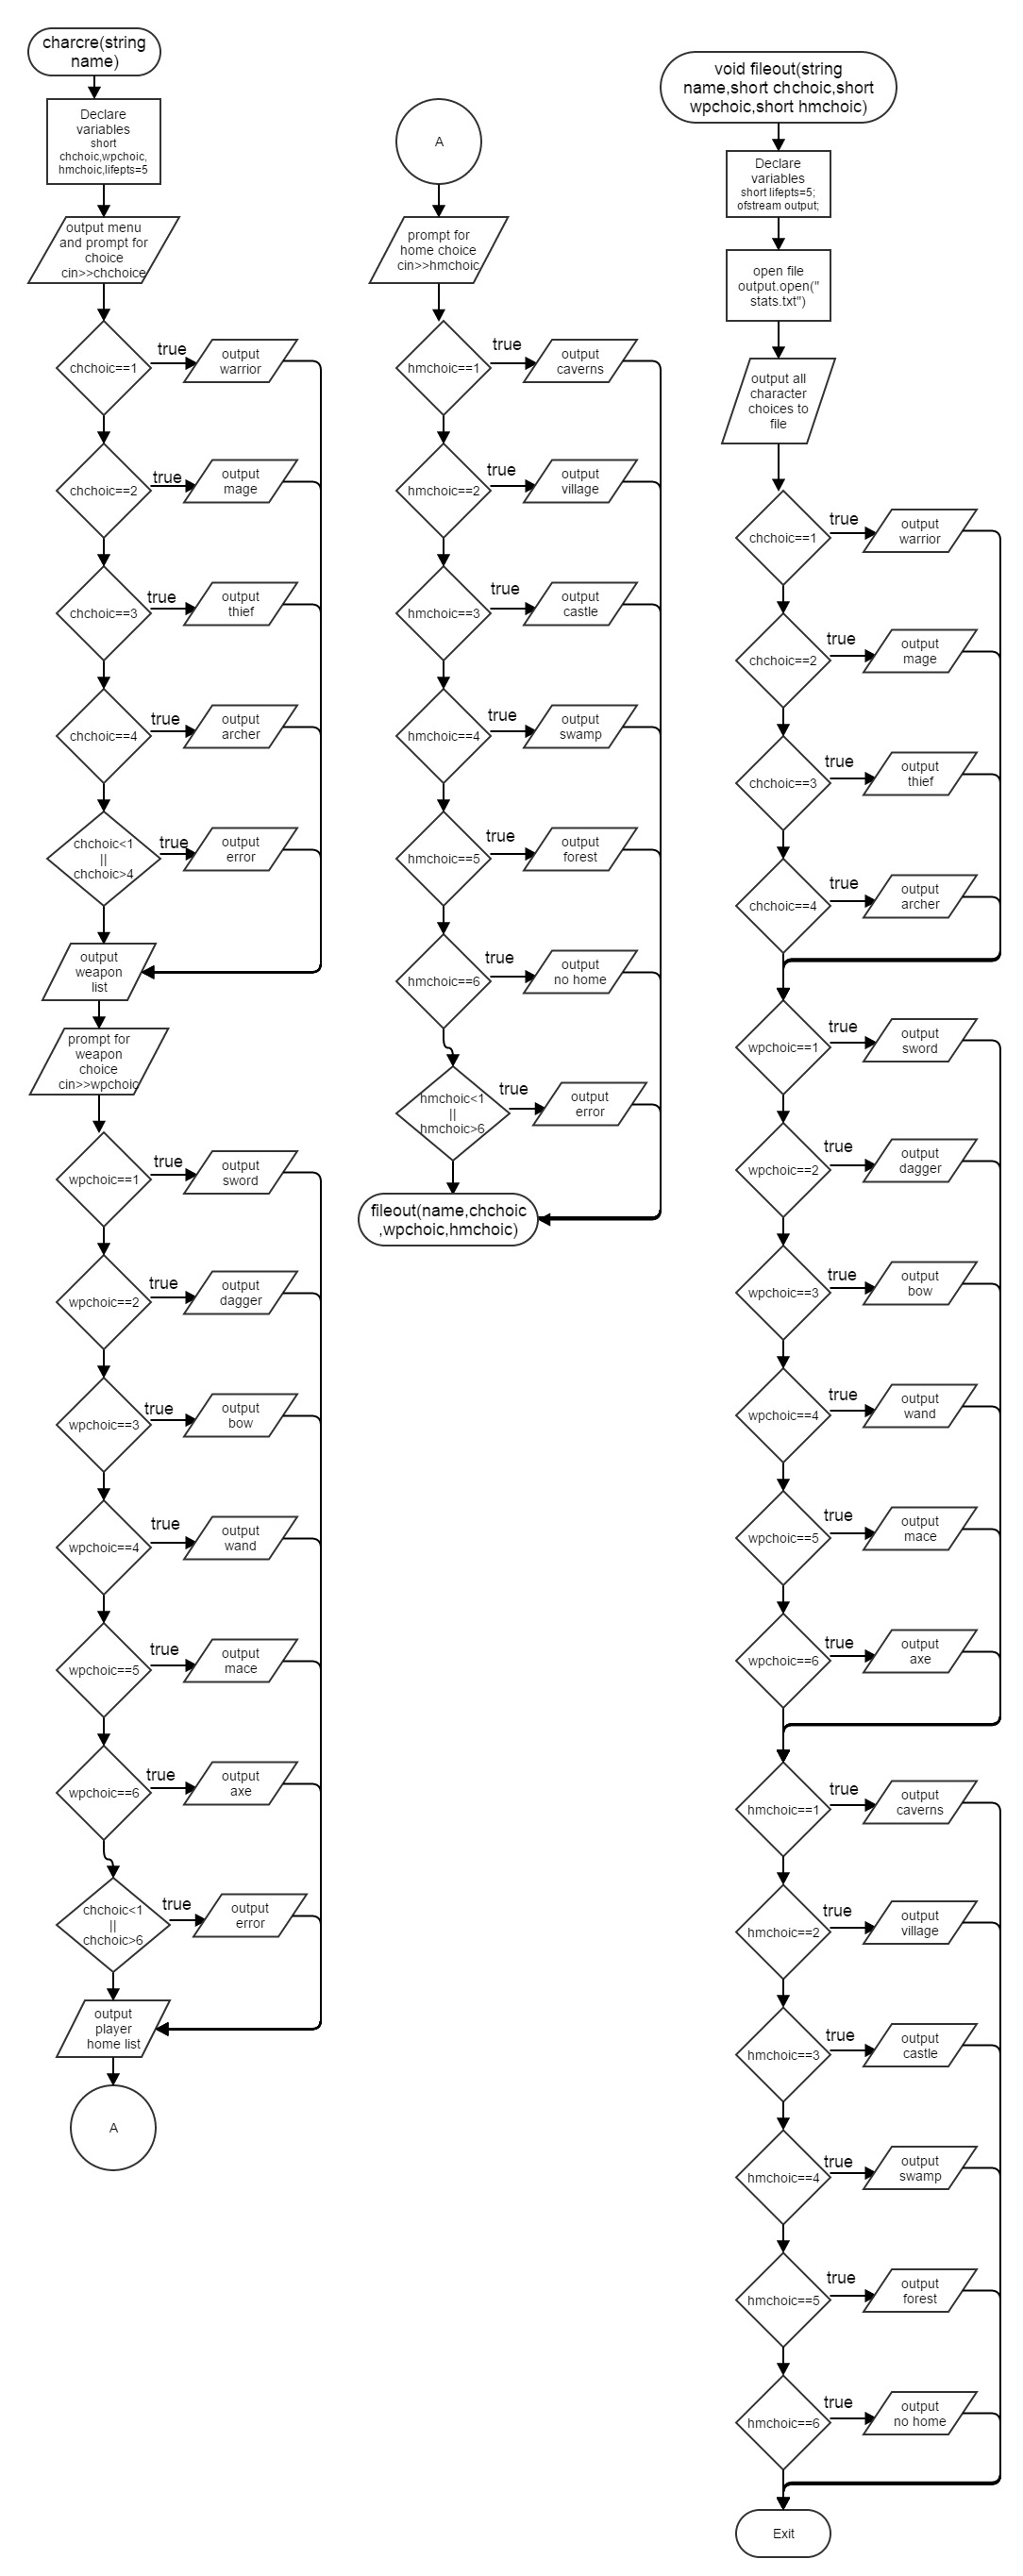 charcre(string
name)
Declare
variables
short
chchoic,wpchoic,
hmchoic,lifepts=5
output menu
and prompt for
choice
cin>>chchoice
chchoic==1
true
output
warrior
chchoic==2
true
output
mage
chchoic==3
true
output
thief
chchoic==4
true
output
archer
chchoic<1
||
chchoic>4
true
output
error
output
weapon
list
prompt for
weapon
choice
cin>>wpchoic
wpchoic==1
true
output
sword
wpchoic==2
true
output
dagger
wpchoic==3
true
output
bow
wpchoic==4
true
output
wand
wpchoic==5
true
output
mace
wpchoic==6
true
output
axe
chchoic<1
||
chchoic>6
true
output
error
output
player
home list
A
A
prompt for
home choice
cin>>hmchoic
hmchoic==1
true
output
caverns
hmchoic==2
true
output
village
hmchoic==3
true
output
castle
hmchoic==4
true
output
swamp
hmchoic==5
true
output
forest
hmchoic==6
true
output
no home
hmchoic<1
||
hmchoic>6
true
output
error
fileout(name,chchoic
,wpchoic,hmchoic)
void fileout(string
name,short chchoic,short
wpchoic,short hmchoic)
Declare
variables
short lifepts=5;
ofstream output;
open file
output.open("
stats.txt")
output all
character
choices to
file
chchoic==1
true
output
warrior
chchoic==2
true
output
mage
chchoic==3
true
output
thief
chchoic==4
true
output
archer
wpchoic==1
true
output
sword
wpchoic==2
true
output
dagger
wpchoic==3
true
output
bow
wpchoic==4
true
output
wand
wpchoic==5
true
output
mace
wpchoic==6
true
output
axe
hmchoic==1
true
output
caverns
hmchoic==2
true
output
village
hmchoic==3
true
output
castle
hmchoic==4
true
output
swamp
hmchoic==5
true
output
forest
hmchoic==6
true
output
no home
Exit